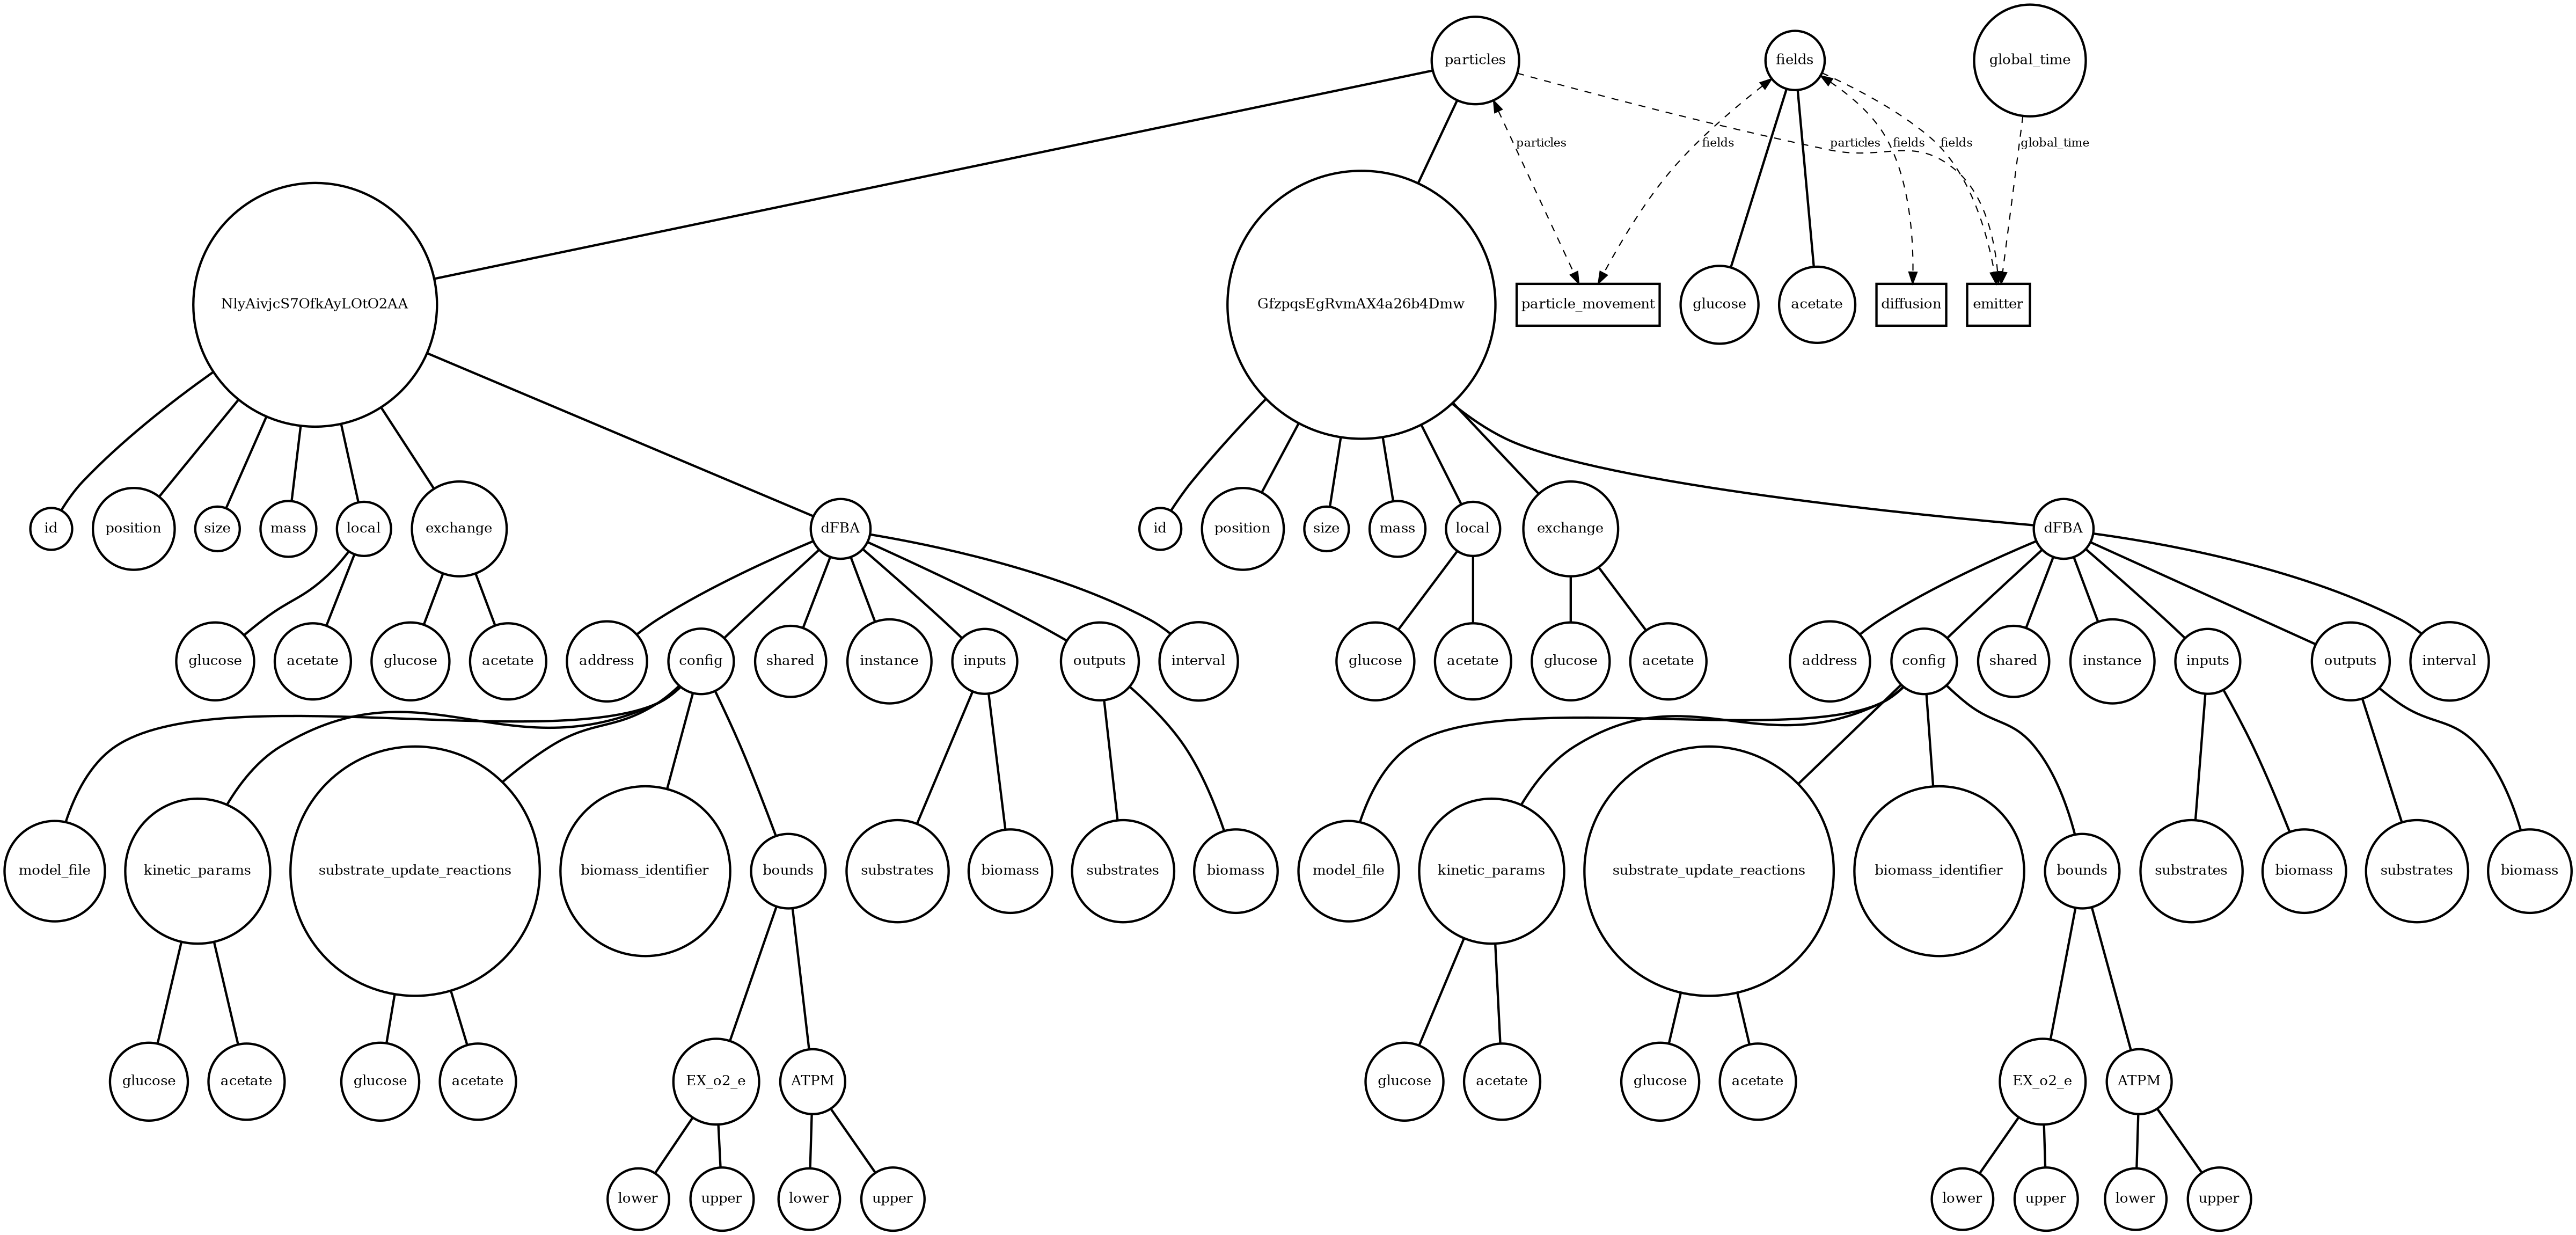 particles
fields
global_time
particles
fields
particles
fields
fields
global_time
NlyAivjcS7OfkAyLOtO2AA
GfzpqsEgRvmAX4a26b4Dmw
particle_movement
glucose
acetate
diffusion
emitter
id
position
size
mass
local
exchange
dFBA
id
position
size
mass
local
exchange
dFBA
glucose
acetate
glucose
acetate
address
config
shared
instance
inputs
outputs
interval
glucose
acetate
glucose
acetate
address
config
shared
instance
inputs
outputs
interval
model_file
kinetic_params
substrate_update_reactions
biomass_identifier
bounds
substrates
biomass
substrates
biomass
model_file
kinetic_params
substrate_update_reactions
biomass_identifier
bounds
substrates
biomass
substrates
biomass
glucose
acetate
glucose
acetate
EX_o2_e
ATPM
glucose
acetate
glucose
acetate
EX_o2_e
ATPM
lower
upper
lower
upper
lower
upper
lower
upper